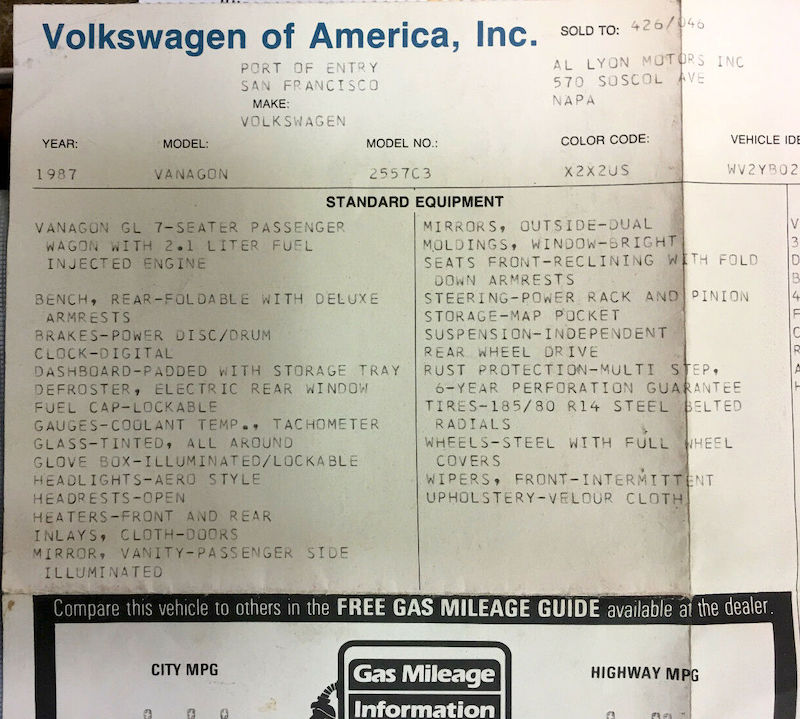 Volkswagen of America, Inc.
SOLD TO: 426/046
PORT OF ENTRY
SAN FRANCISCO
MAKE:
VOLKSWAGEN
AL LYON MOTORS INC
570 SOSCOL AVE
NAPA
YEAR: MODEL: MODEL NO.: COLOR CODE: VEHICLE IDE
1987 VANAGON 2557C3 X2X2US WV2YB02
STANDARD EQUIPMENT
VANAGON GL 7-SEATER PASSENGER
WAGON WITH 2.1 LITER FUEL
INJECTED ENGINE
BENCH, REAR-FOLDABLE WITH DELUXE
ARMRESTS
BRAKES-POWER DISC/DRUM
CLOCK-DIGITAL
DASHBOARD-PADDED WITH STORAGE TRAY
DEFROSTER, ELECTRIC REAR WINDOW
FUEL CAP-LOCKABLE
GAUGES-COOLANT TEMP., TACHOMETER
GLASS-TINTED, ALL AROUND
GLOVE BOX-ILLUMINATED/LOCKABLE
HEADLIGHTS-AERO STYLE
HEADRESTS-OPEN
HEATERS-FRONT AND REAR
INLAYS, CLOTH-DOORS
MIRROR, VANITY-PASSENGER SIDE
ILLUMINATED
MIRRORS, OUTSIDE-DUAL
MOLDINGS, WINDOW-BRIGHT
SEATS FRONT-RECLINING WITH FOLD
DOWN ARMRESTS
STEERING-POWER RACK AND PINION
STORAGE-MAP POCKET
SUSPENSION-INDEPENDENT
REAR WHEEL DRIVE
RUST PROTECTION-MULTI STEP,
6-YEAR PERFORATION GUARANTEE
TIRES-185/80 R14 STEEL BELTED
RADIALS
WHEELS-STEEL WITH FULL WHEEL
COVERS
WIPERS, FRONT-INTERMITTENT
UPHOLSTERY-VELOUR CLOTH
Compare this vehicle to others in the FREE GAS MILEAGE GUIDE available at the dealer.
CITY MPG
Gas Mileage
Information
HIGHWAY MPG